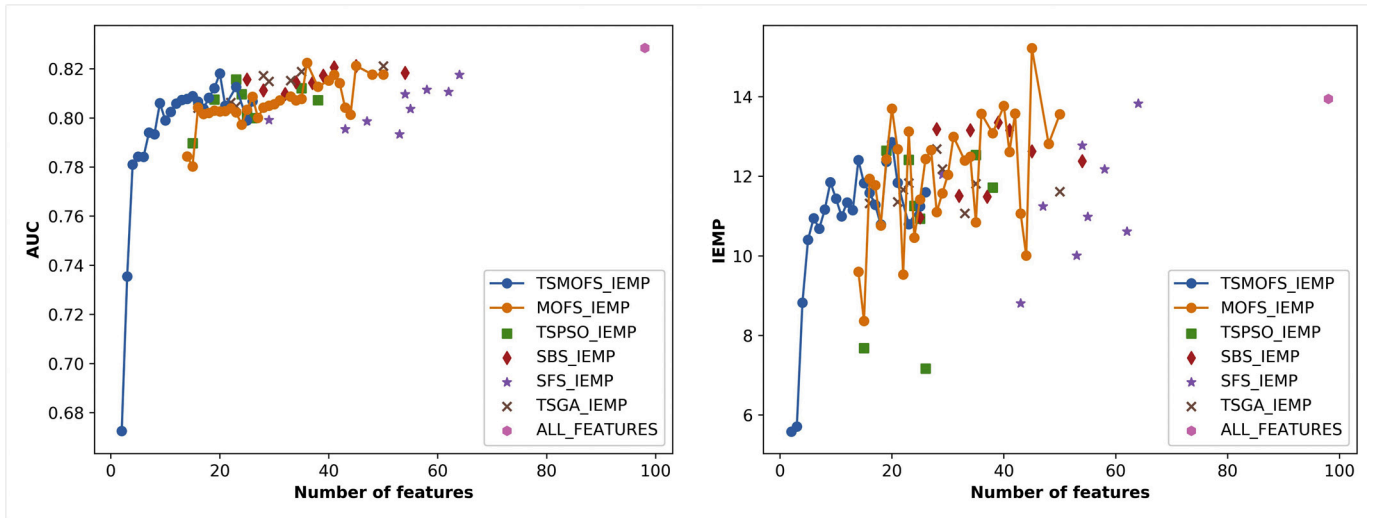 AUC
0.82
0.80
0.78
0.76
0.74
0.72
0.70
0.68
0 20 40 60 80 100
Number of features
TSMOFS_IEMP
MOFS_IEMP
TSPSO_IEMP
SBS_IEMP
SFS_IEMP
TSGA_IEMP
ALL_FEATURES
IEMP
14
12
10
8
6
0 20 40 60 80 100
Number of features
TSMOFS_IEMP
MOFS_IEMP
TSPSO_IEMP
SBS_IEMP
SFS_IEMP
TSGA_IEMP
ALL_FEATURES